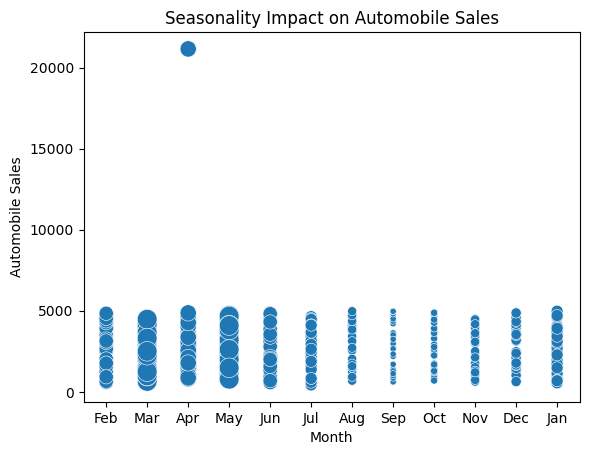 Seasonality Impact on Automobile Sales
Automobile Sales
20000
15000
10000
5000
0
Feb Mar Apr May Jun Jul Aug Sep Oct Nov Dec Jan
Month